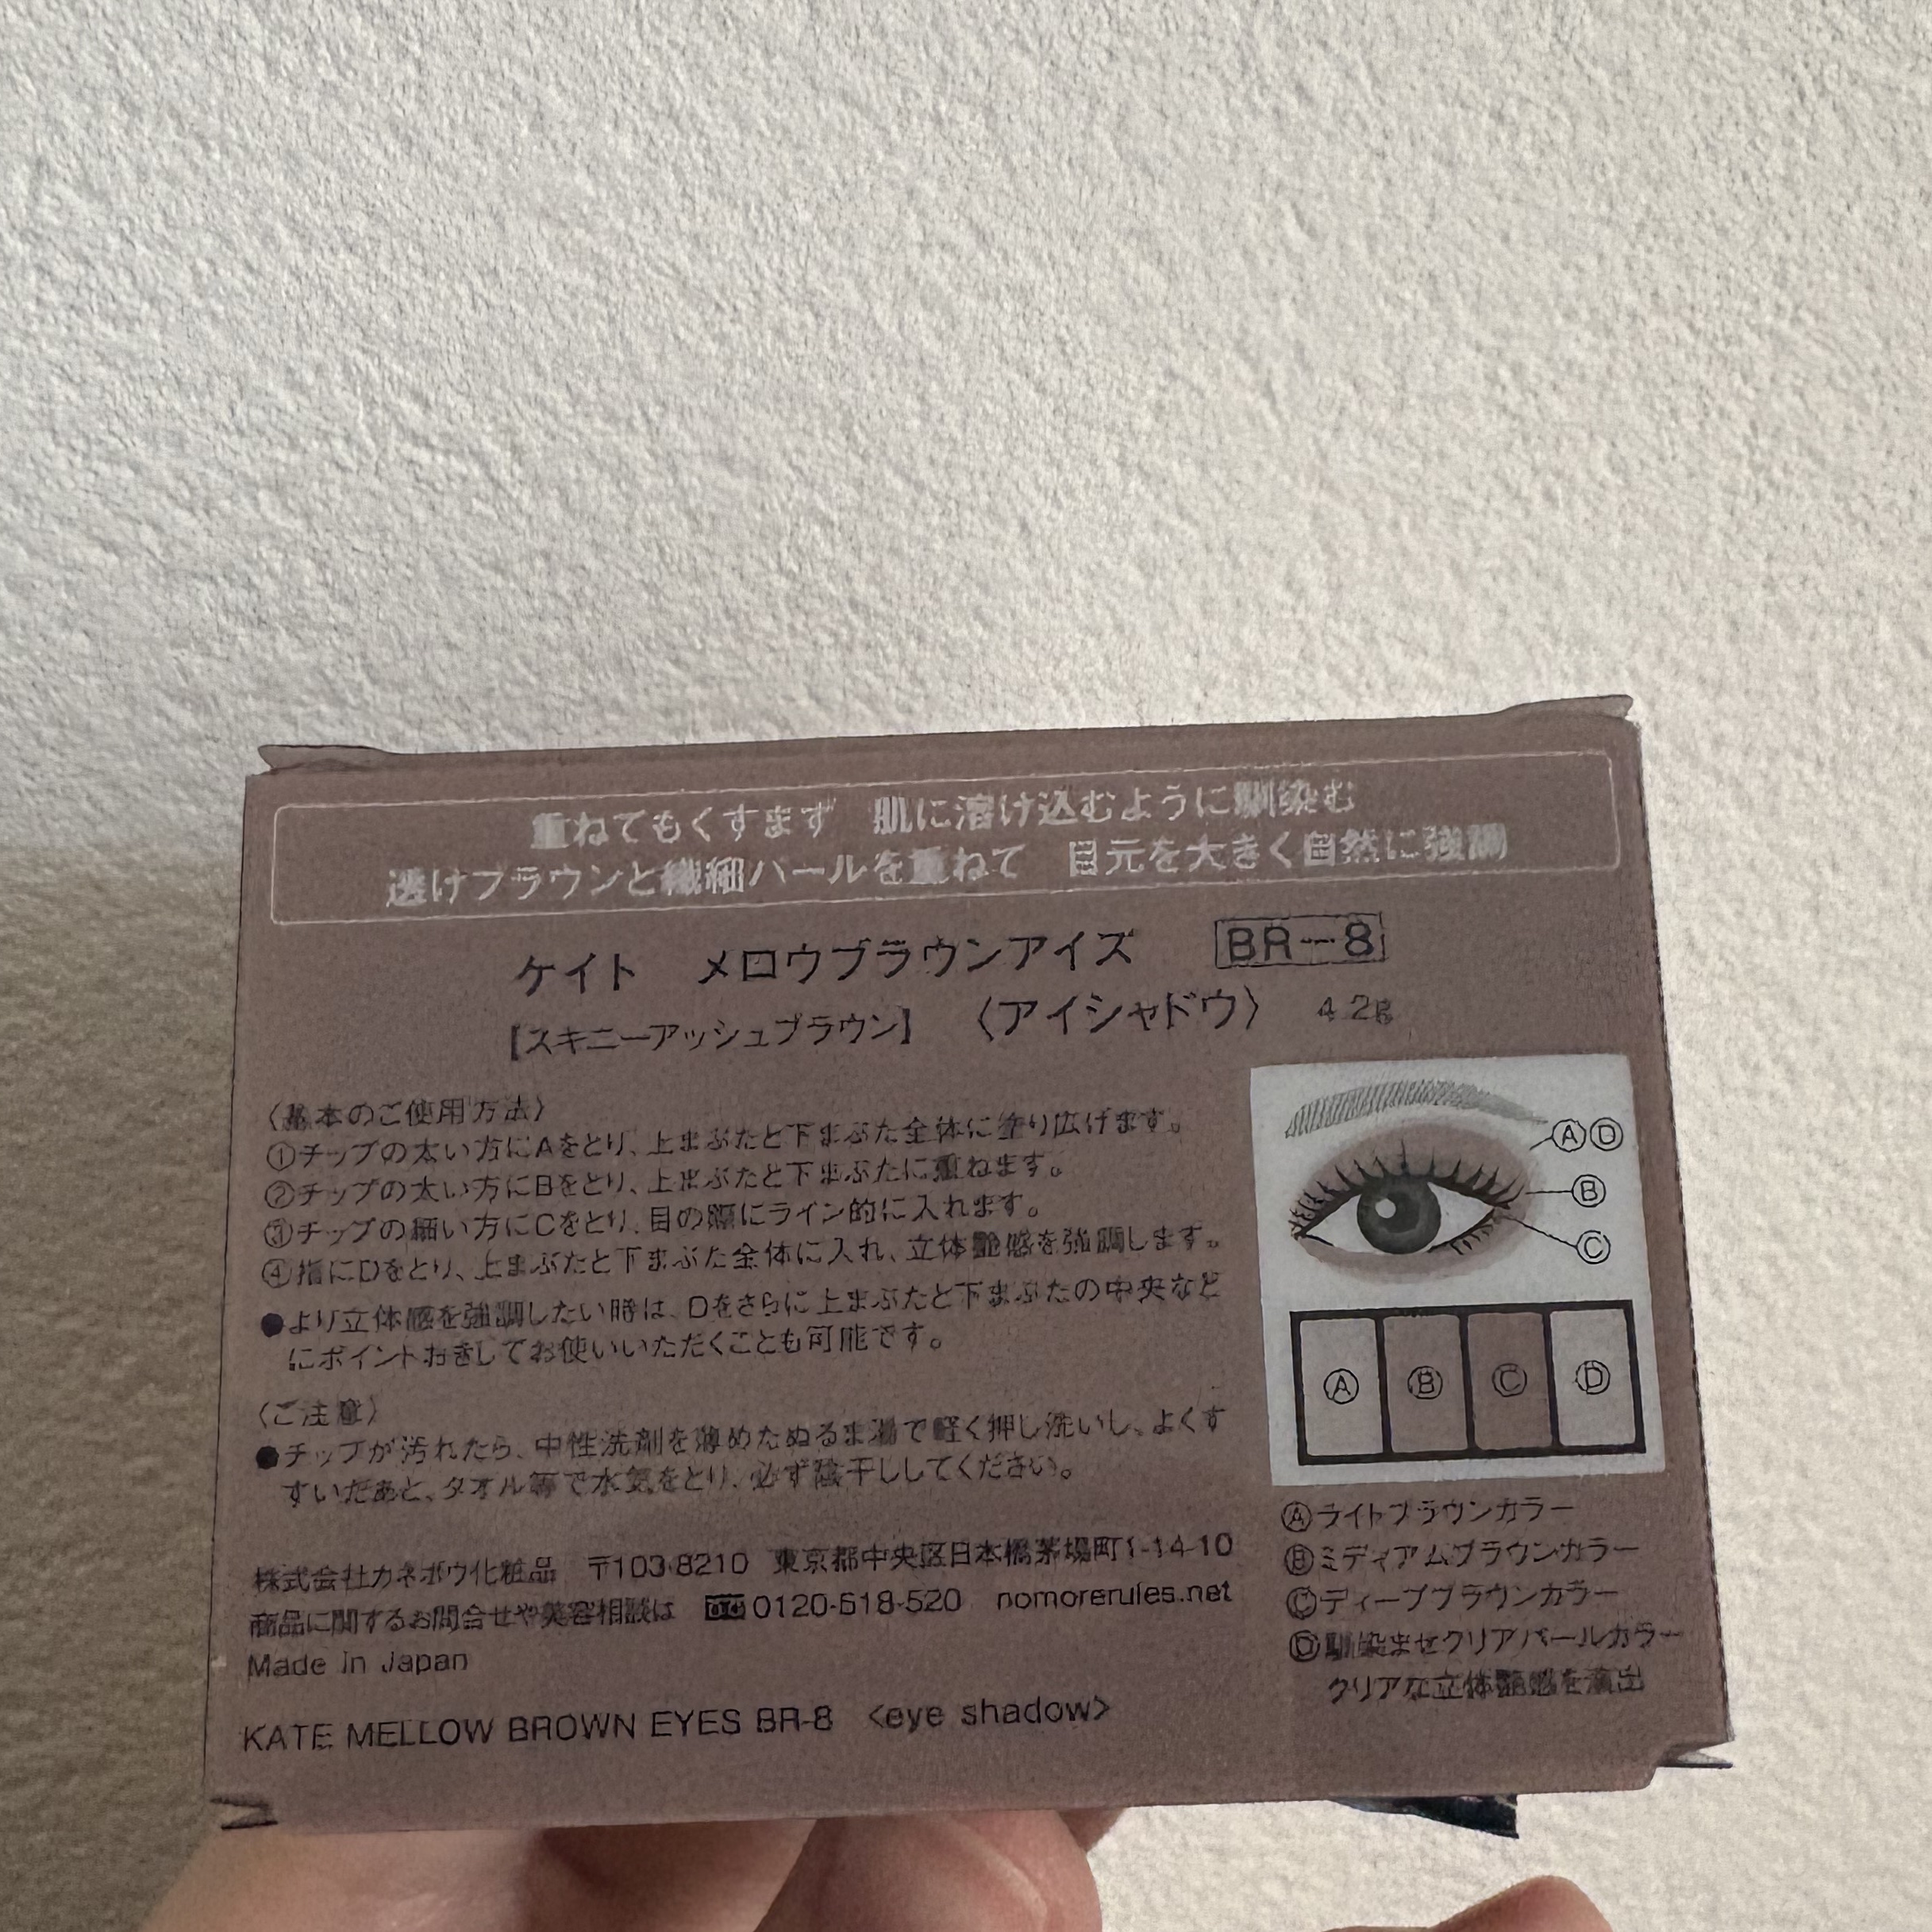 重ねてもくすまず 肌に溶け込むように馴染む
透けブラウンと繊細パールを重ねて 目元を大きく自然に強調
ケイト メロウブラウンアイズ BR-8
【スキニーアッシュブラウン】 〈アイシャドウ〉 4.2g
〈基本のご使用方法〉
①チップの太い方にAをとり、上まぶたと下まぶた全体に塗り広げます。
②チップの太い方にBをとり、上まぶたと下まぶたに重ねます。
③チップの細い方にCをとり、目の際にライン的に入れます。
④指にDをとり、上まぶたと下まぶた全体に入れ、立体艶感を強調します。
●より立体感を強調したい時は、Dをさらに上まぶたと下まぶたの中央など
にポイントおきしてお使いいただくことも可能です。
〈ご注意〉
●チップが汚れたら、中性洗剤を薄めたぬるま湯で軽く押し洗いし、よくす
すいだあと、タオル等で水気をとり、必ず陰干ししてください。
株式会社カネボウ化粧品 〒103-8210 東京都中央区日本橋茅場町1-14-10
商品に関するお問合せや美容相談は 0120-518-520 nomorerules.net
Made in Japan
KATE MELLOW BROWN EYES BR-8 <eye shadow>
Ⓐ Ⓓ
Ⓑ
Ⓒ
Ⓐ Ⓑ Ⓒ Ⓓ
Ⓐライトブラウンカラー
Ⓑミディアムブラウンカラー
Ⓒディープブラウンカラー
Ⓓ馴染ませクリアパールカラー
クリアな立体艶感を演出